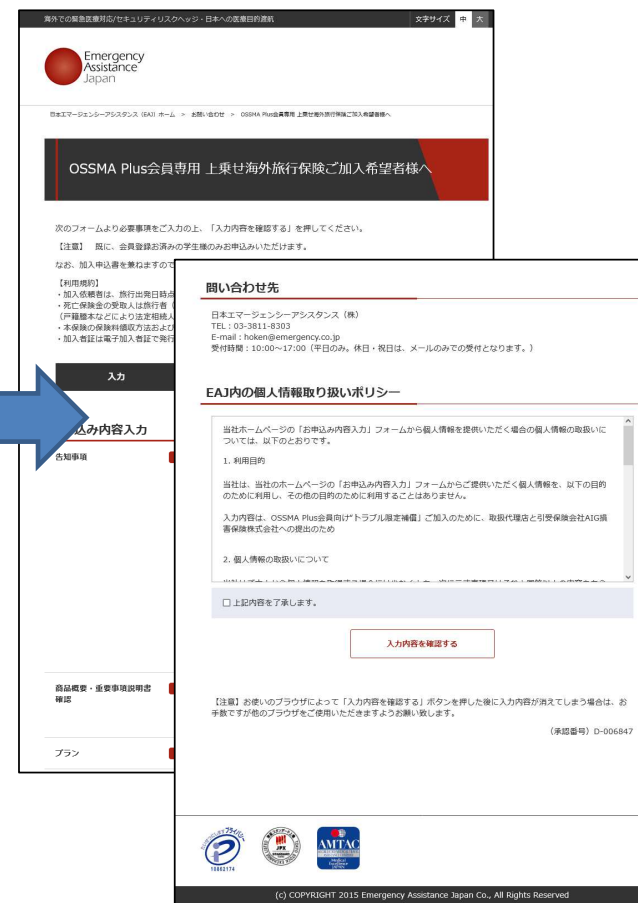 海外での緊急医療対応/セキュリティリスクヘッジ・日本への医療目的渡航
文字サイズ 中 大
Emergency
Assistance
Japan
日本エマージェンシーアシスタンス（EAJ）ホーム > お問い合わせ > OSSMA Plus会員専用 上乗せ海外旅行保険ご加入希望者様へ
OSSMA Plus会員専用 上乗せ海外旅行保険ご加入希望者様へ
次のフォームより必要事項をご入力の上、「入力内容を確認する」を押してください。
【注意】 既に、会員登録お済みの学生様のみお申込みいただけます。
なお、加入申込書を兼ねますので
【利用規約】
・加入依頼者は、旅行出発日時点
・死亡保険金の受取人は旅行者（
（戸籍謄本などにより法定相続人
・本保険の保険料領収方法および
・加入者証は電子加入者証で発行
入力
込み内容入力
告知事項
商品概要・重要事項説明書
確認
プラン
問い合わせ先
日本エマージェンシーアシスタンス（株）
TEL：03-3811-8303
E-mail：hoken@emergency.co.jp
受付時間：10:00～17:00（平日のみ。休日・祝日は、メールのみでの受付となります。）
EAJ内の個人情報取り扱いポリシー
当社ホームページの「お申込み内容入力」フォームから個人情報を提供いただく場合の個人情報の取扱いに
ついては、以下のとおりです。
1. 利用目的
当社は、当社のホームページの「お申込み内容入力」フォームからご提供いただく個人情報を、以下の目的
のために利用し、その他の目的のために利用することはありません。
入力内容は、OSSMA Plus会員向け“トラブル限定補償”ご加入のために、取扱代理店と引受保険会社AIG損
害保険株式会社への提出のため
2. 個人情報の取扱いについて
上記内容を了承します。
入力内容を確認する
【注意】お使いのブラウザによって「入力内容を確認する」ボタンを押した後に入力内容が消えてしまう場合は、お
手数ですが他のブラウザをご使用いただきますようお願い致します。
（承認番号）D-006847
10862174
JPX
AMTAC
(c) COPYRIGHT 2015 Emergency Assistance Japan Co., All Rights Reserved